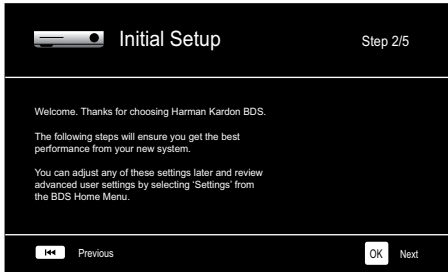 Initial Setup
Step 2/5
Welcome. Thanks for choosing Harman Kardon BDS.
The following steps will ensure you get the best
performance from your new system.
You can adjust any of these settings later and review
advanced user settings by selecting ‘Settings’ from
the BDS Home Menu.
Previous
OK Next